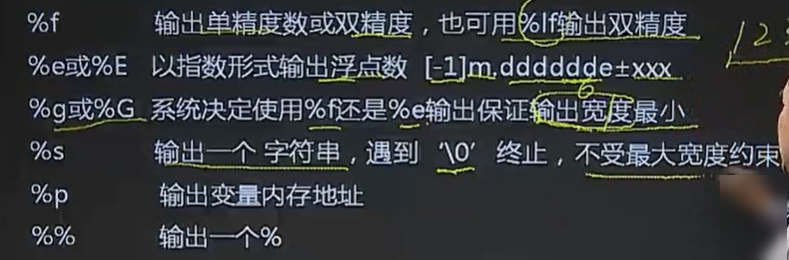 %f 输出单精度数或双精度，也可用%lf输出双精度
%e或%E 以指数形式输出浮点数 [-1]m.dddddde±xxx
6
%g或%G 系统决定使用%f还是%e输出保证输出宽度最小
%s 输出一个 字符串，遇到 '\0' 终止，不受最大宽度约束
%p 输出变量内存地址
%% 输出一个%